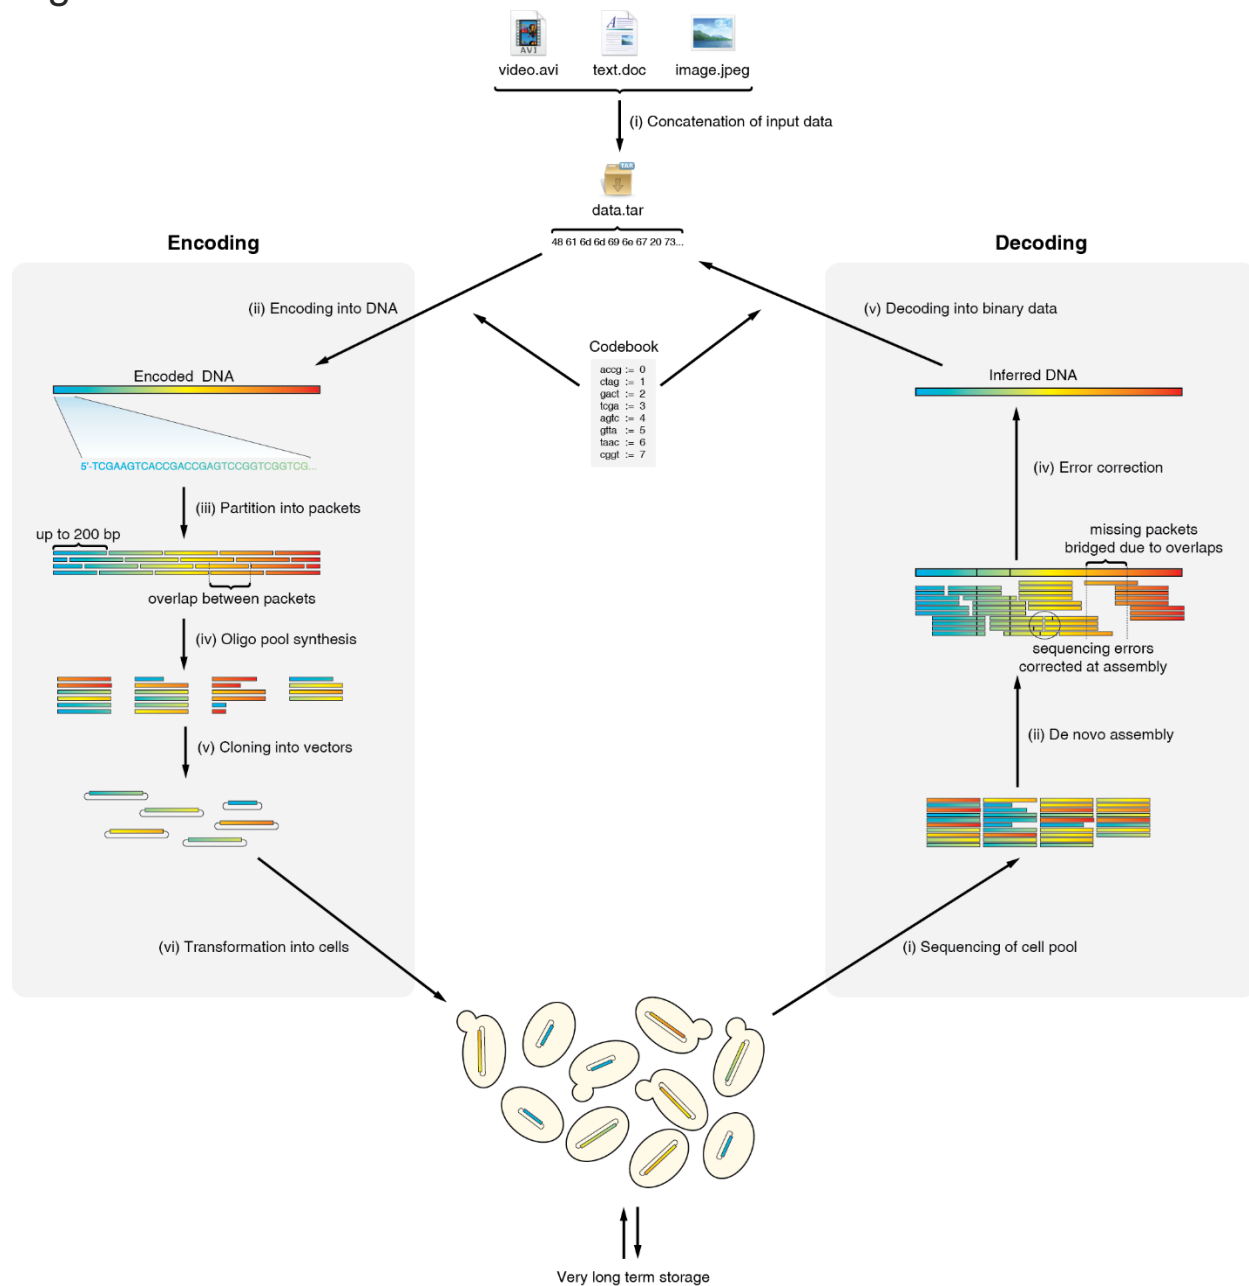 AVI
video.avi
text.doc
image.jpeg
(i) Concatenation of input data
TAR
data.tar
48 61 6d 6d 69 6e 67 20 73...
Encoding
(ii) Encoding into DNA
Encoded DNA
5'-TCGAAGTCACCGACCGAGTCCGGTCGGTCG...
(iii) Partition into packets
up to 200 bp
overlap between packets
(iv) Oligo pool synthesis
(v) Cloning into vectors
(vi) Transformation into cells
Codebook
accg := 0
ctag := 1
gact := 2
tcga := 3
agtc := 4
gtta := 5
taac := 6
cggt := 7
Decoding
(v) Decoding into binary data
Inferred DNA
(iv) Error correction
missing packets
bridged due to overlaps
sequencing errors
corrected at assembly
(ii) De novo assembly
(i) Sequencing of cell pool
Very long term storage